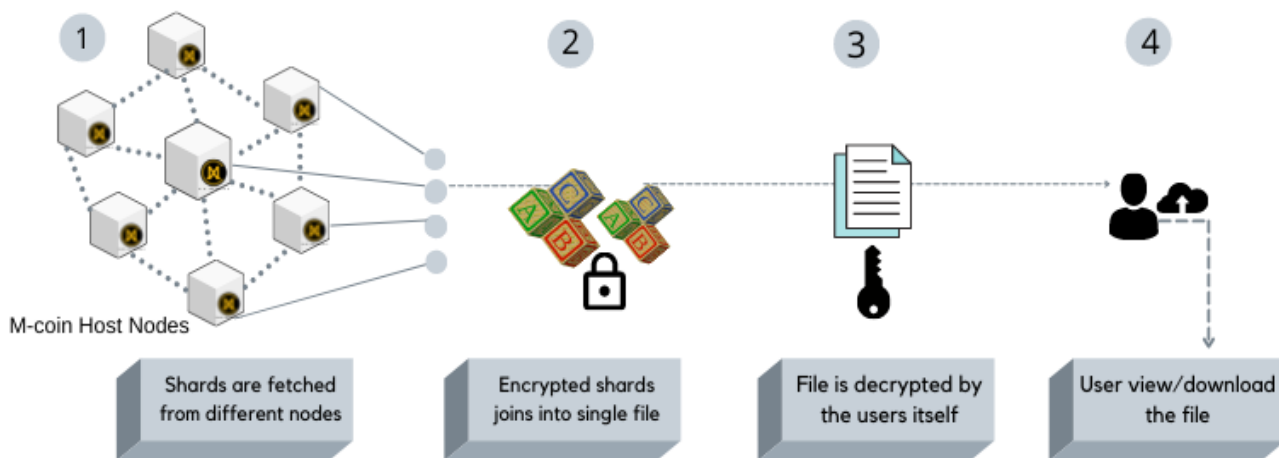 1
2
3
4
A
C
B
A
C
B
M-coin Host Nodes
Shards are fetched
from different nodes
Encrypted shards
joins into single file
File is decrypted by
the users itself
User view/download
the file